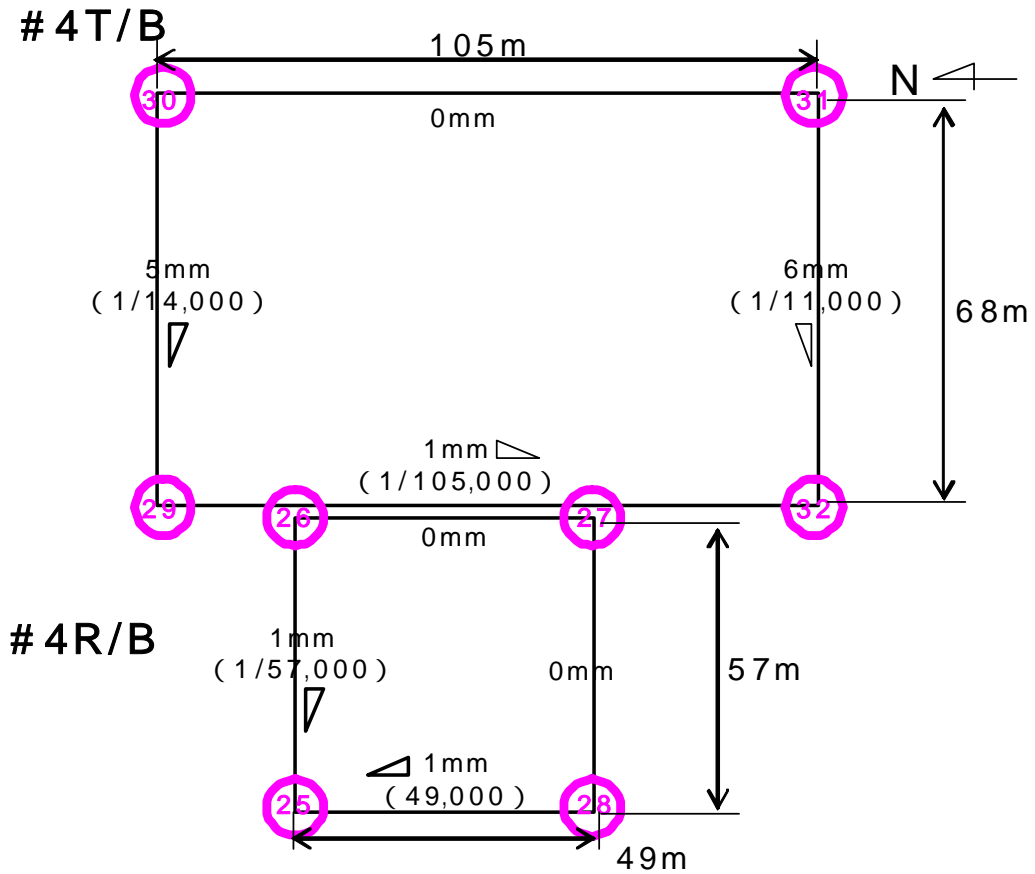 #4T/B
105m
N
30
31
0mm
5mm
(1/14,000)
6mm
(1/11,000)
68m
1mm
(1/105,000)
29
26
27
32
0mm
#4R/B
1mm
(1/57,000)
0mm
57m
1mm
(49,000)
25
28
49m